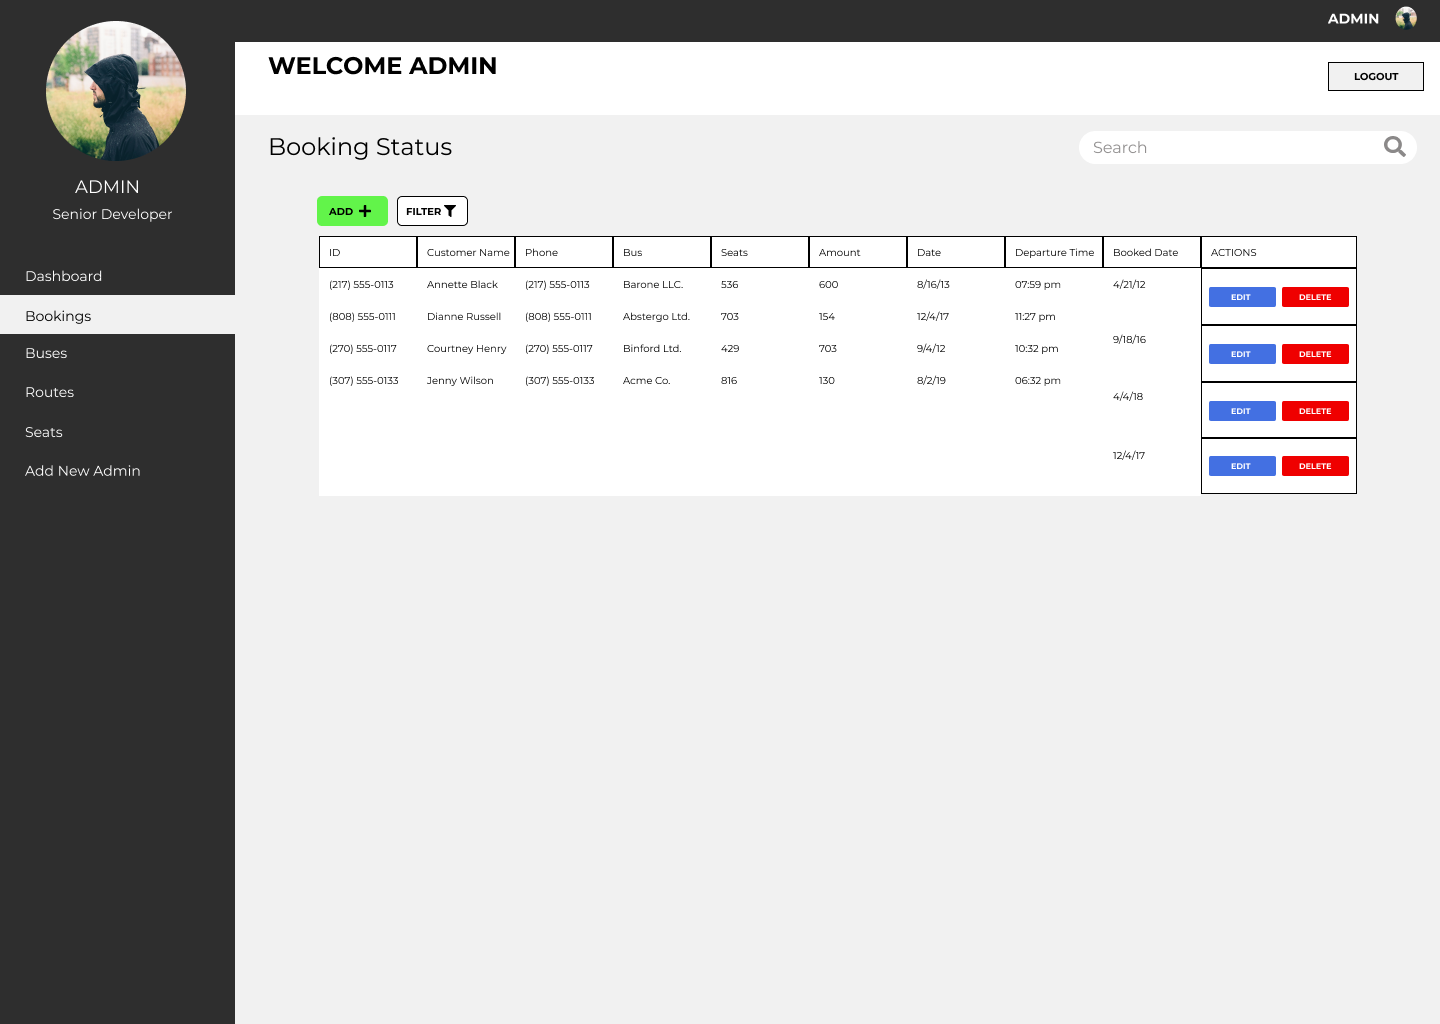 ADMIN
WELCOME ADMIN
LOGOUT
ADMIN
Senior Developer
Dashboard
Bookings
Buses
Routes
Seats
Add New Admin
Booking Status
Search
ADD
FILTER
ID Customer Name Phone Bus Seats Amount Date Departure Time Booked Date ACTIONS
(217) 555-0113 Annette Black (217) 555-0113 Barone LLC. 536 600 8/16/13 07:59 pm 4/21/12
EDIT DELETE
(808) 555-0111 Dianne Russell (808) 555-0111 Abstergo Ltd. 703 154 12/4/17 11:27 pm
9/18/16
(270) 555-0117 Courtney Henry (270) 555-0117 Binford Ltd. 429 703 9/4/12 10:32 pm
EDIT DELETE
(307) 555-0133 Jenny Wilson (307) 555-0133 Acme Co. 816 130 8/2/19 06:32 pm
4/4/18
EDIT DELETE
12/4/17
EDIT DELETE